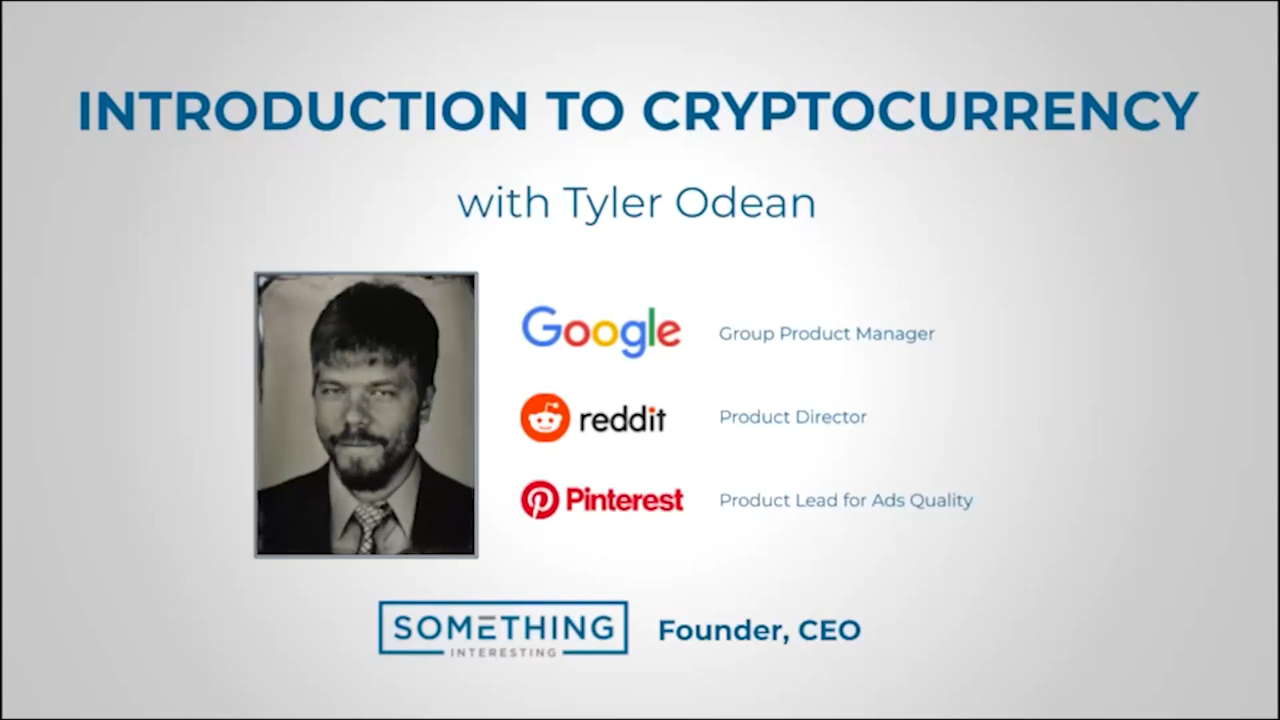 INTRODUCTION TO CRYPTOCURRENCY
with Tyler Odean
Google Group Product Manager
reddit Product Director
Pinterest Product Lead for Ads Quality
SOMETHING
INTERESTING
Founder, CEO